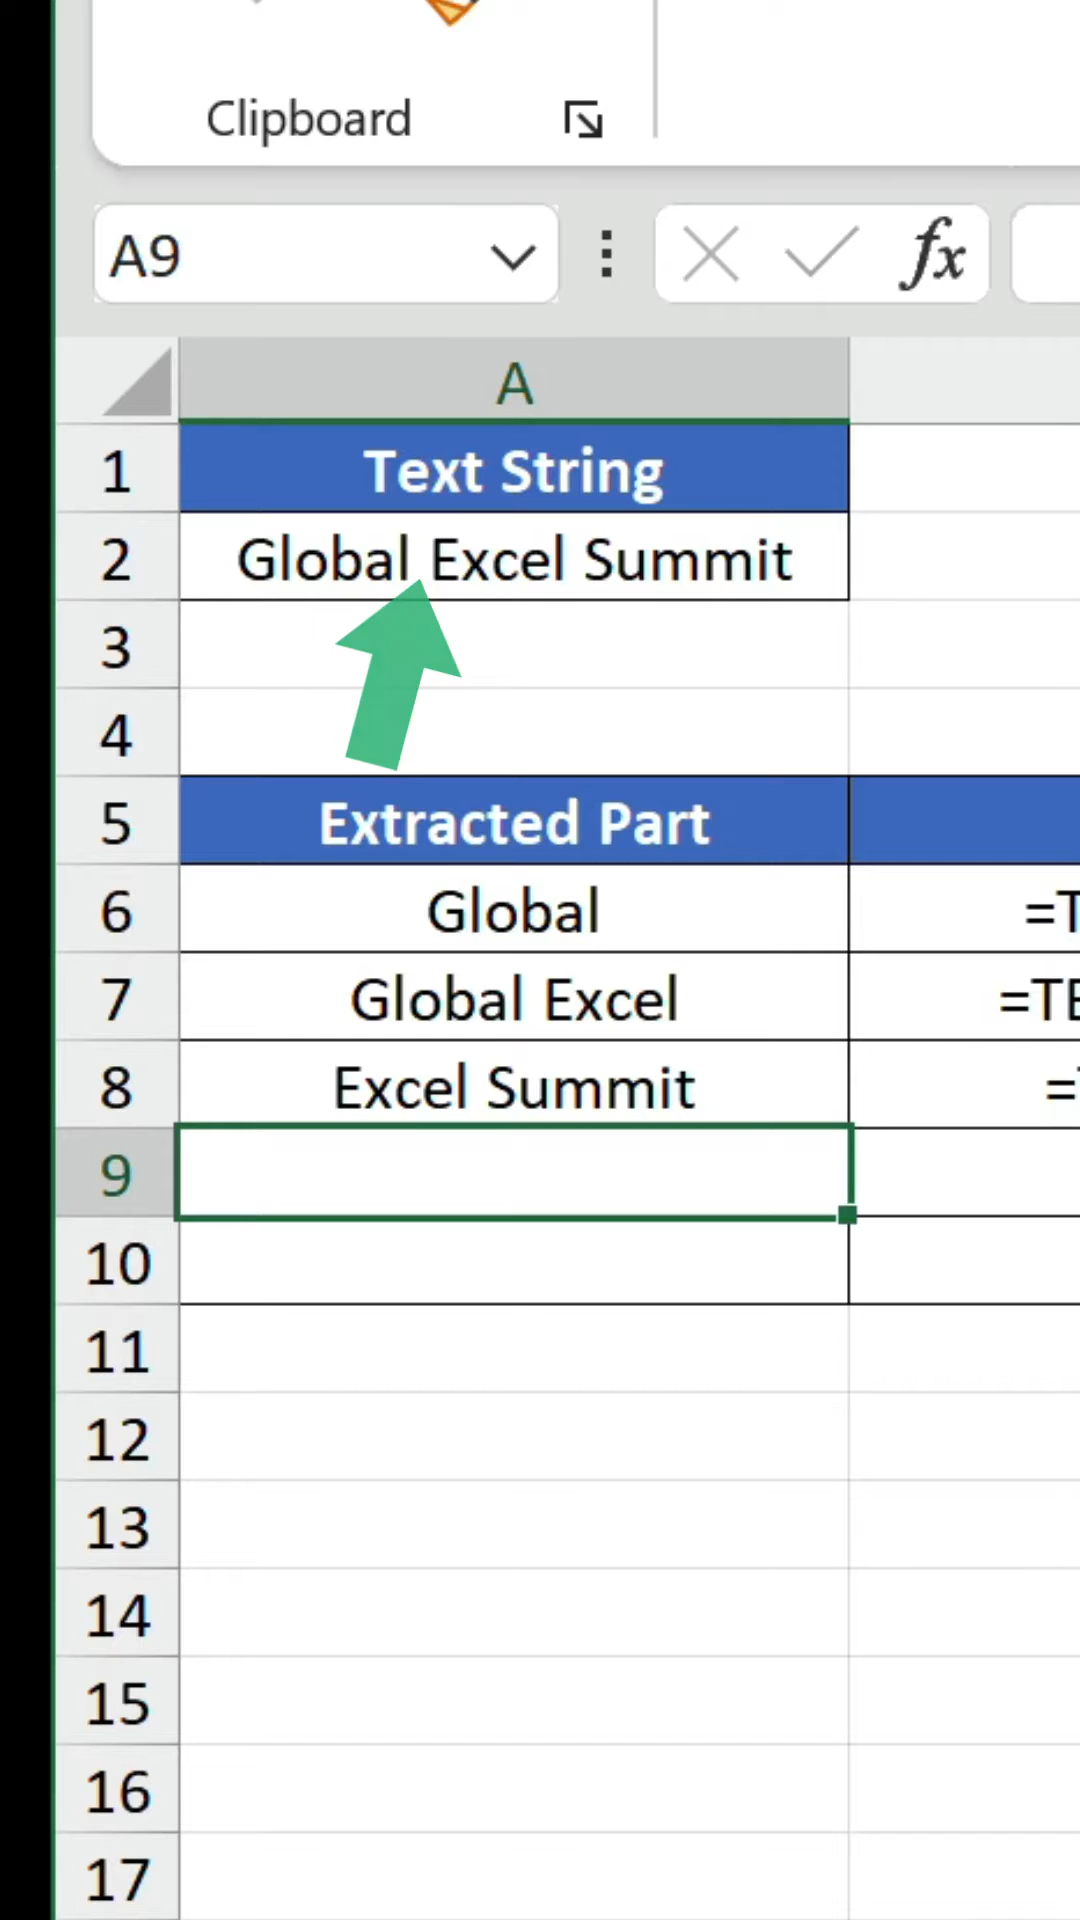 Clipboard
A9
fx
A
1 Text String
2 Global Excel Summit
3
4
5 Extracted Part
6 Global =T
7 Global Excel =TE
8 Excel Summit =
9
10
11
12
13
14
15
16
17